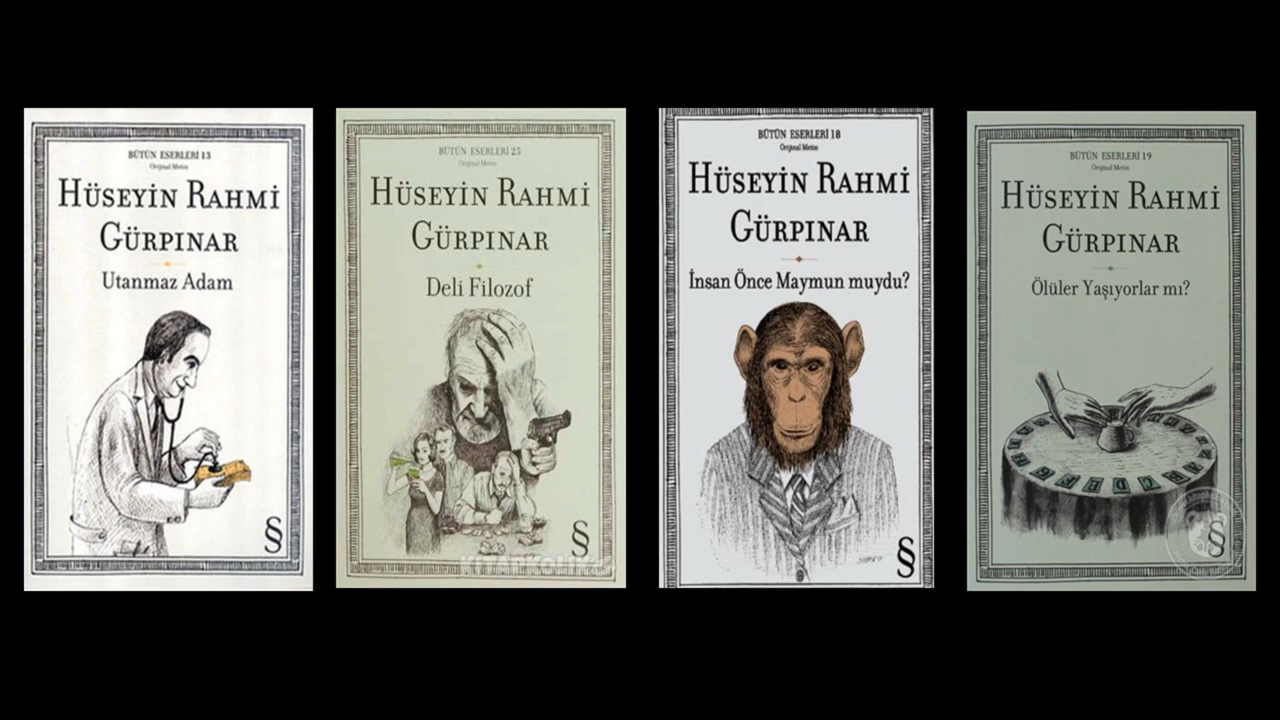 BÜTÜN ESERLERİ 13
Orijinal Metin
HÜSEYİN RAHMİ
GÜRPINAR
Utanmaz Adam
§
BÜTÜN ESERLERİ 25
Orijinal Metin
HÜSEYİN RAHMİ
GÜRPINAR
Deli Filozof
§
KİTAPKOLİK
BÜTÜN ESERLERİ 18
Orijinal Metin
HÜSEYİN RAHMİ
GÜRPINAR
İnsan Önce Maymun muydu?
§
BÜTÜN ESERLERİ 19
Orijinal Metin
HÜSEYİN RAHMİ
GÜRPINAR
Ölüler Yaşıyorlar mı?
§